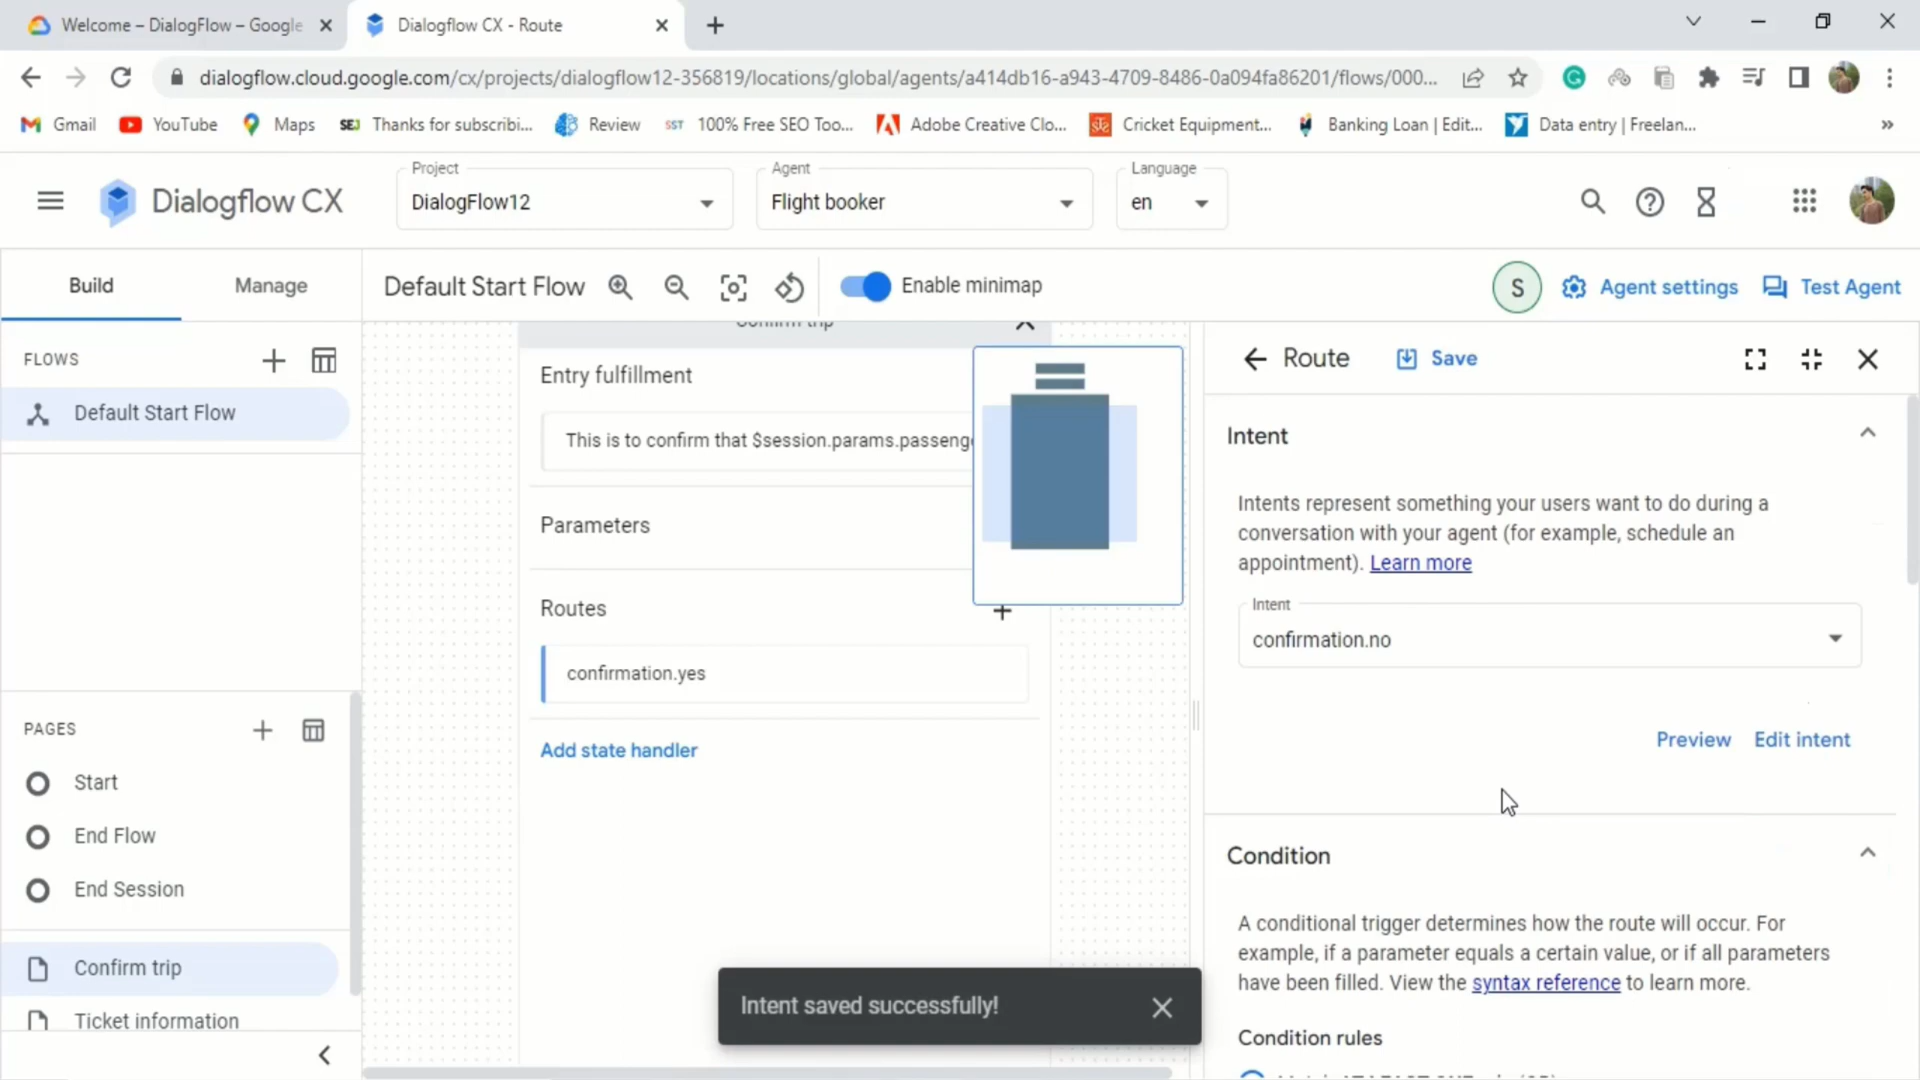 Welcome – DialogFlow – Google
Dialogflow CX - Route
dialogflow.cloud.google.com/cx/projects/dialogflow12-356819/locations/global/agents/a414db16-a943-4709-8486-0a094fa86201/flows/000...
Gmail
YouTube
Maps
SEJ
Thanks for subscribi...
Review
SST
100% Free SEO Too...
Adobe Creative Clo...
Cricket Equipment...
Banking Loan | Edit...
Data entry | Freelan...
»
Dialogflow CX
Project
DialogFlow12
Agent
Flight booker
Language
en
Build
Manage
Default Start Flow
Enable minimap
S
Agent settings
Test Agent
FLOWS
Default Start Flow
PAGES
Start
End Flow
End Session
Confirm trip
Ticket information
Confirm trip
Entry fulfillment
This is to confirm that $session.params.passenge
Parameters
Routes
confirmation.yes
Add state handler
Intent saved successfully!
Route
Save
Intent
Intents represent something your users want to do during a
conversation with your agent (for example, schedule an
appointment). Learn more
Intent
confirmation.no
Preview
Edit intent
Condition
A conditional trigger determines how the route will occur. For
example, if a parameter equals a certain value, or if all parameters
have been filled. View the syntax reference to learn more.
Condition rules